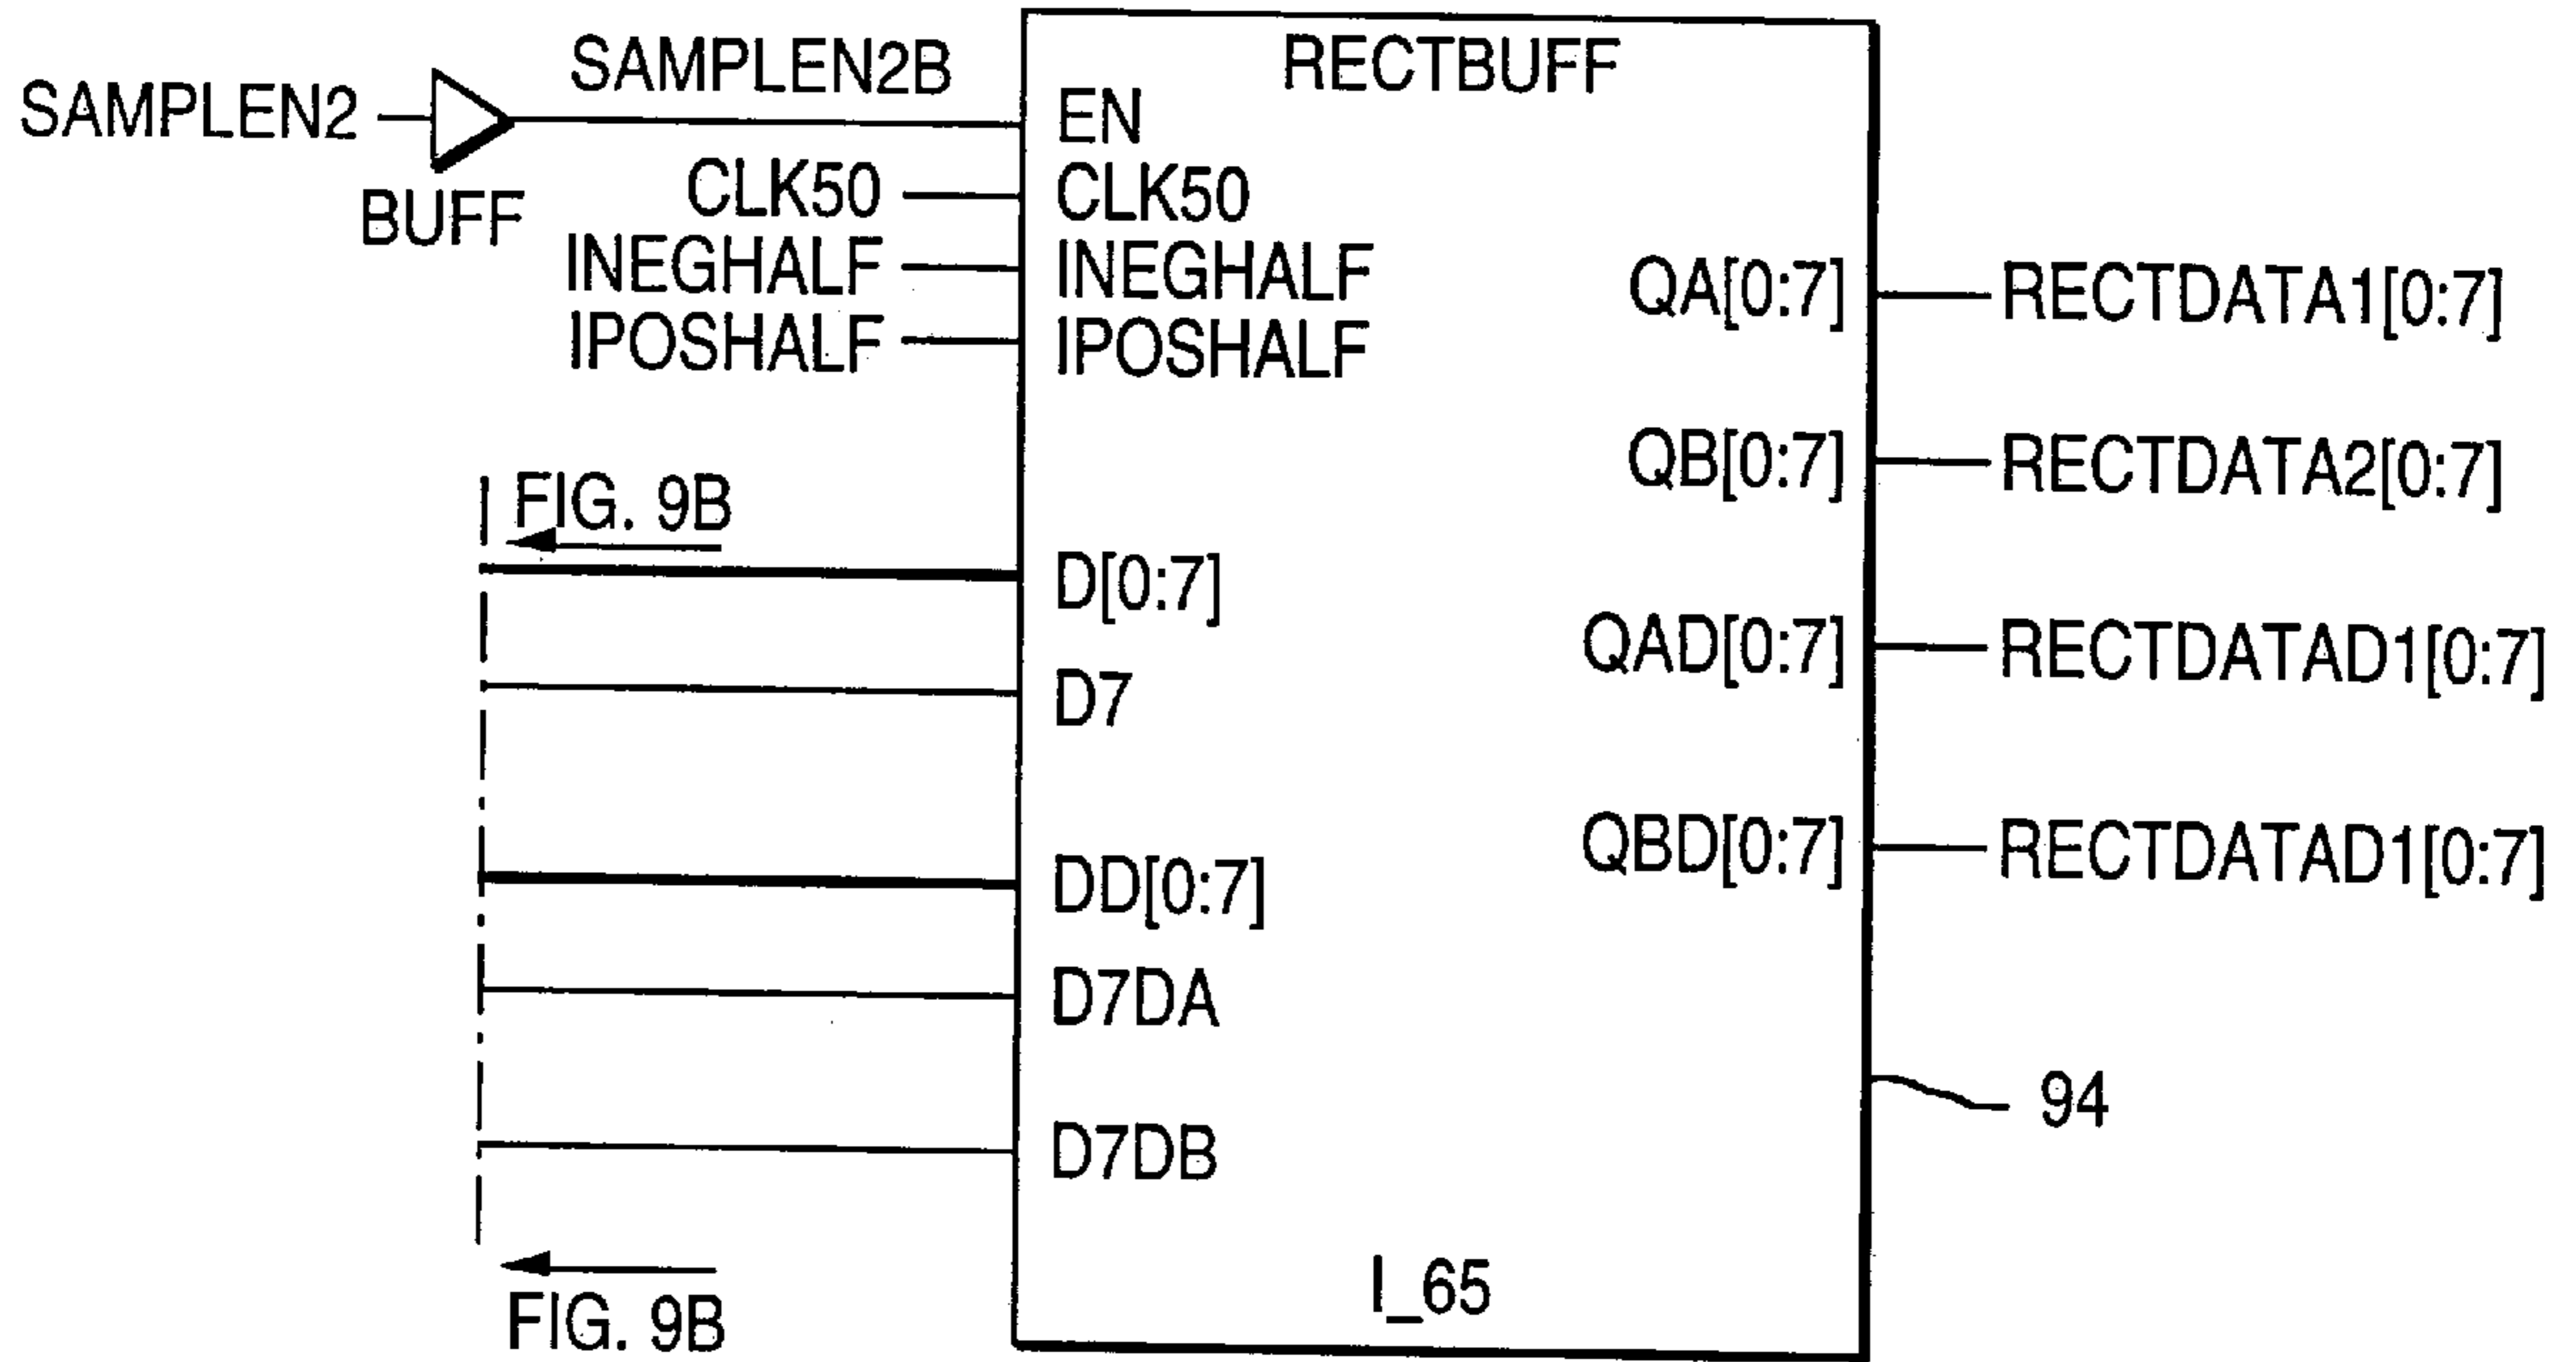 RECTBUFF
SAMPLEN2
SAMPLEN2B
BUFF
EN
CLK50
CLK50
INEGHALF
INEGHALF
IPOSHALF
IPOSHALF
QA[0:7]
RECTDATA1[0:7]
QB[0:7]
RECTDATA2[0:7]
FIG. 9B
D[0:7]
QAD[0:7]
RECTDATAD1[0:7]
D7
QBD[0:7]
RECTDATAD1[0:7]
DD[0:7]
D7DA
94
D7DB
I_65
FIG. 9B